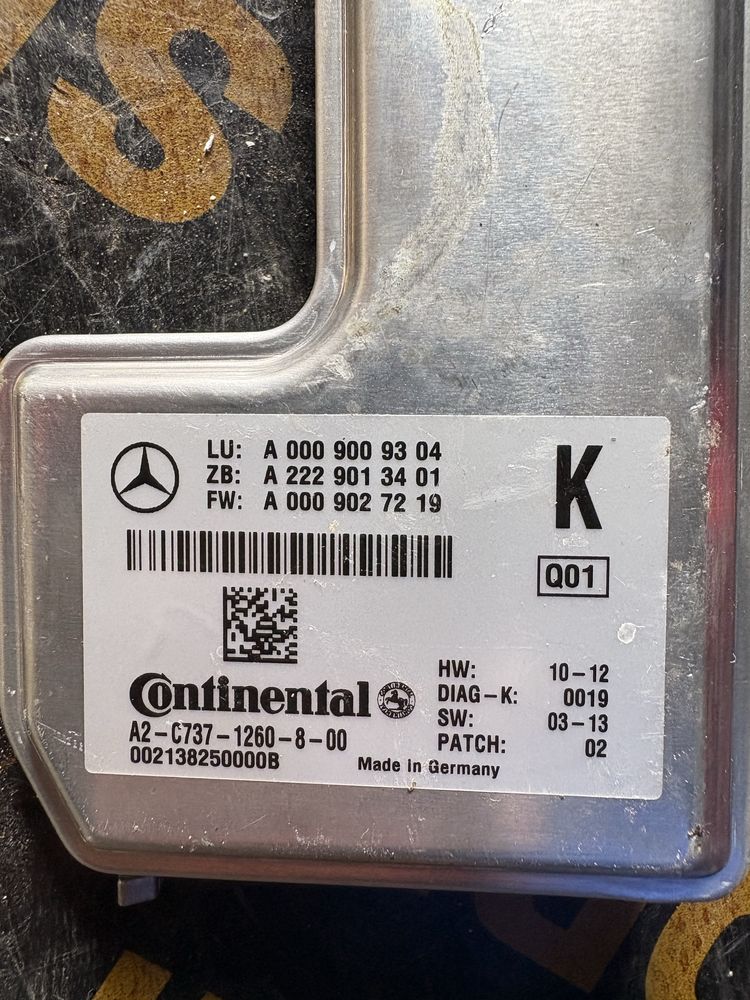 LU: A 000 900 93 04
ZB: A 222 901 34 01
FW: A 000 902 72 19
K
Q01
Continental
A2-C737-1260-8-00
002138250000B
Made in Germany
HW: 10-12
DIAG-K: 0019
SW: 03-13
PATCH: 02